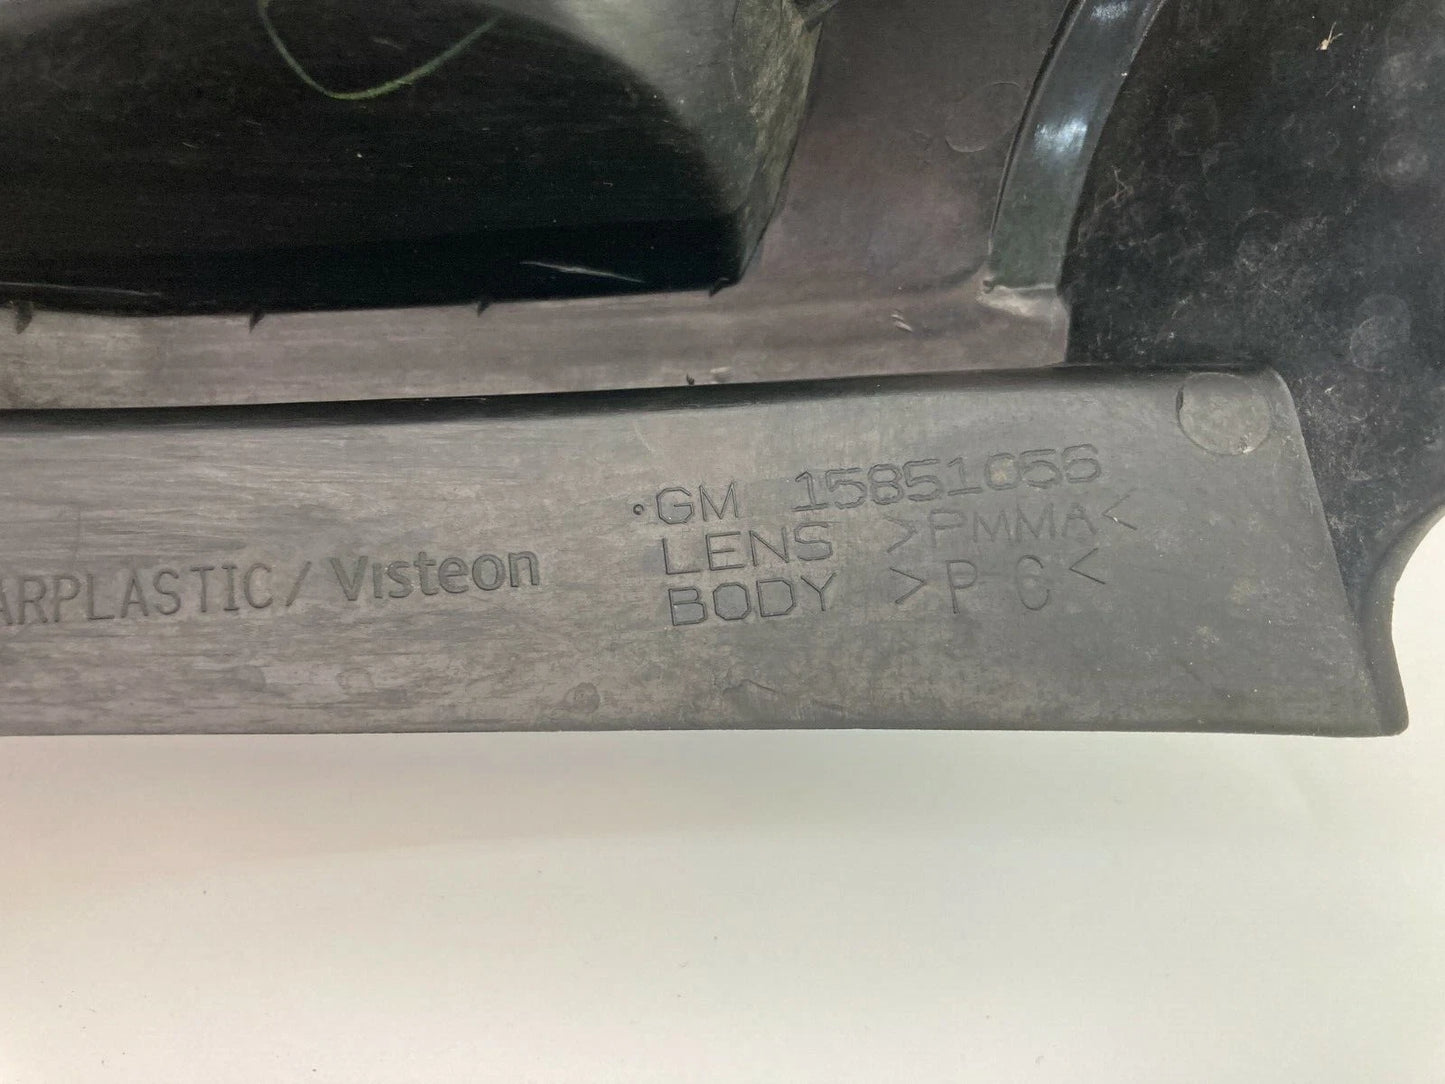 ARPLASTIC/Visteon
GM 15851056
LENS >PMMA<
BODY >P-C<